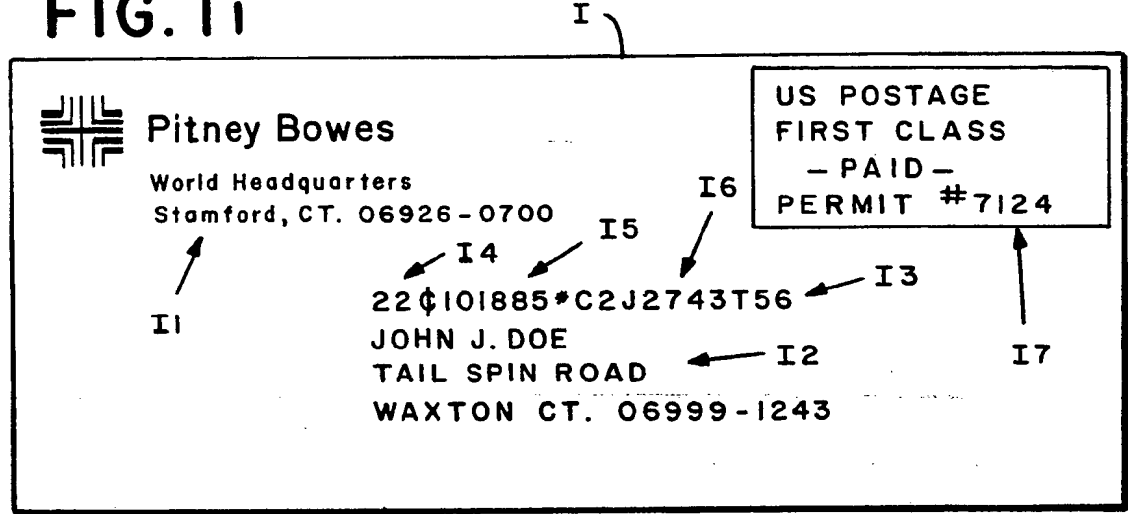 FIG. 1i
I
US POSTAGE
FIRST CLASS
– PAID –
PERMIT #7124
Pitney Bowes
World Headquarters
Stamford, CT. 06926-0700
I6
I5
I4
I3
22¢101885*C2J2743T56
I1
JOHN J. DOE
I2
I7
TAIL SPIN ROAD
WAXTON CT. 06999-1243